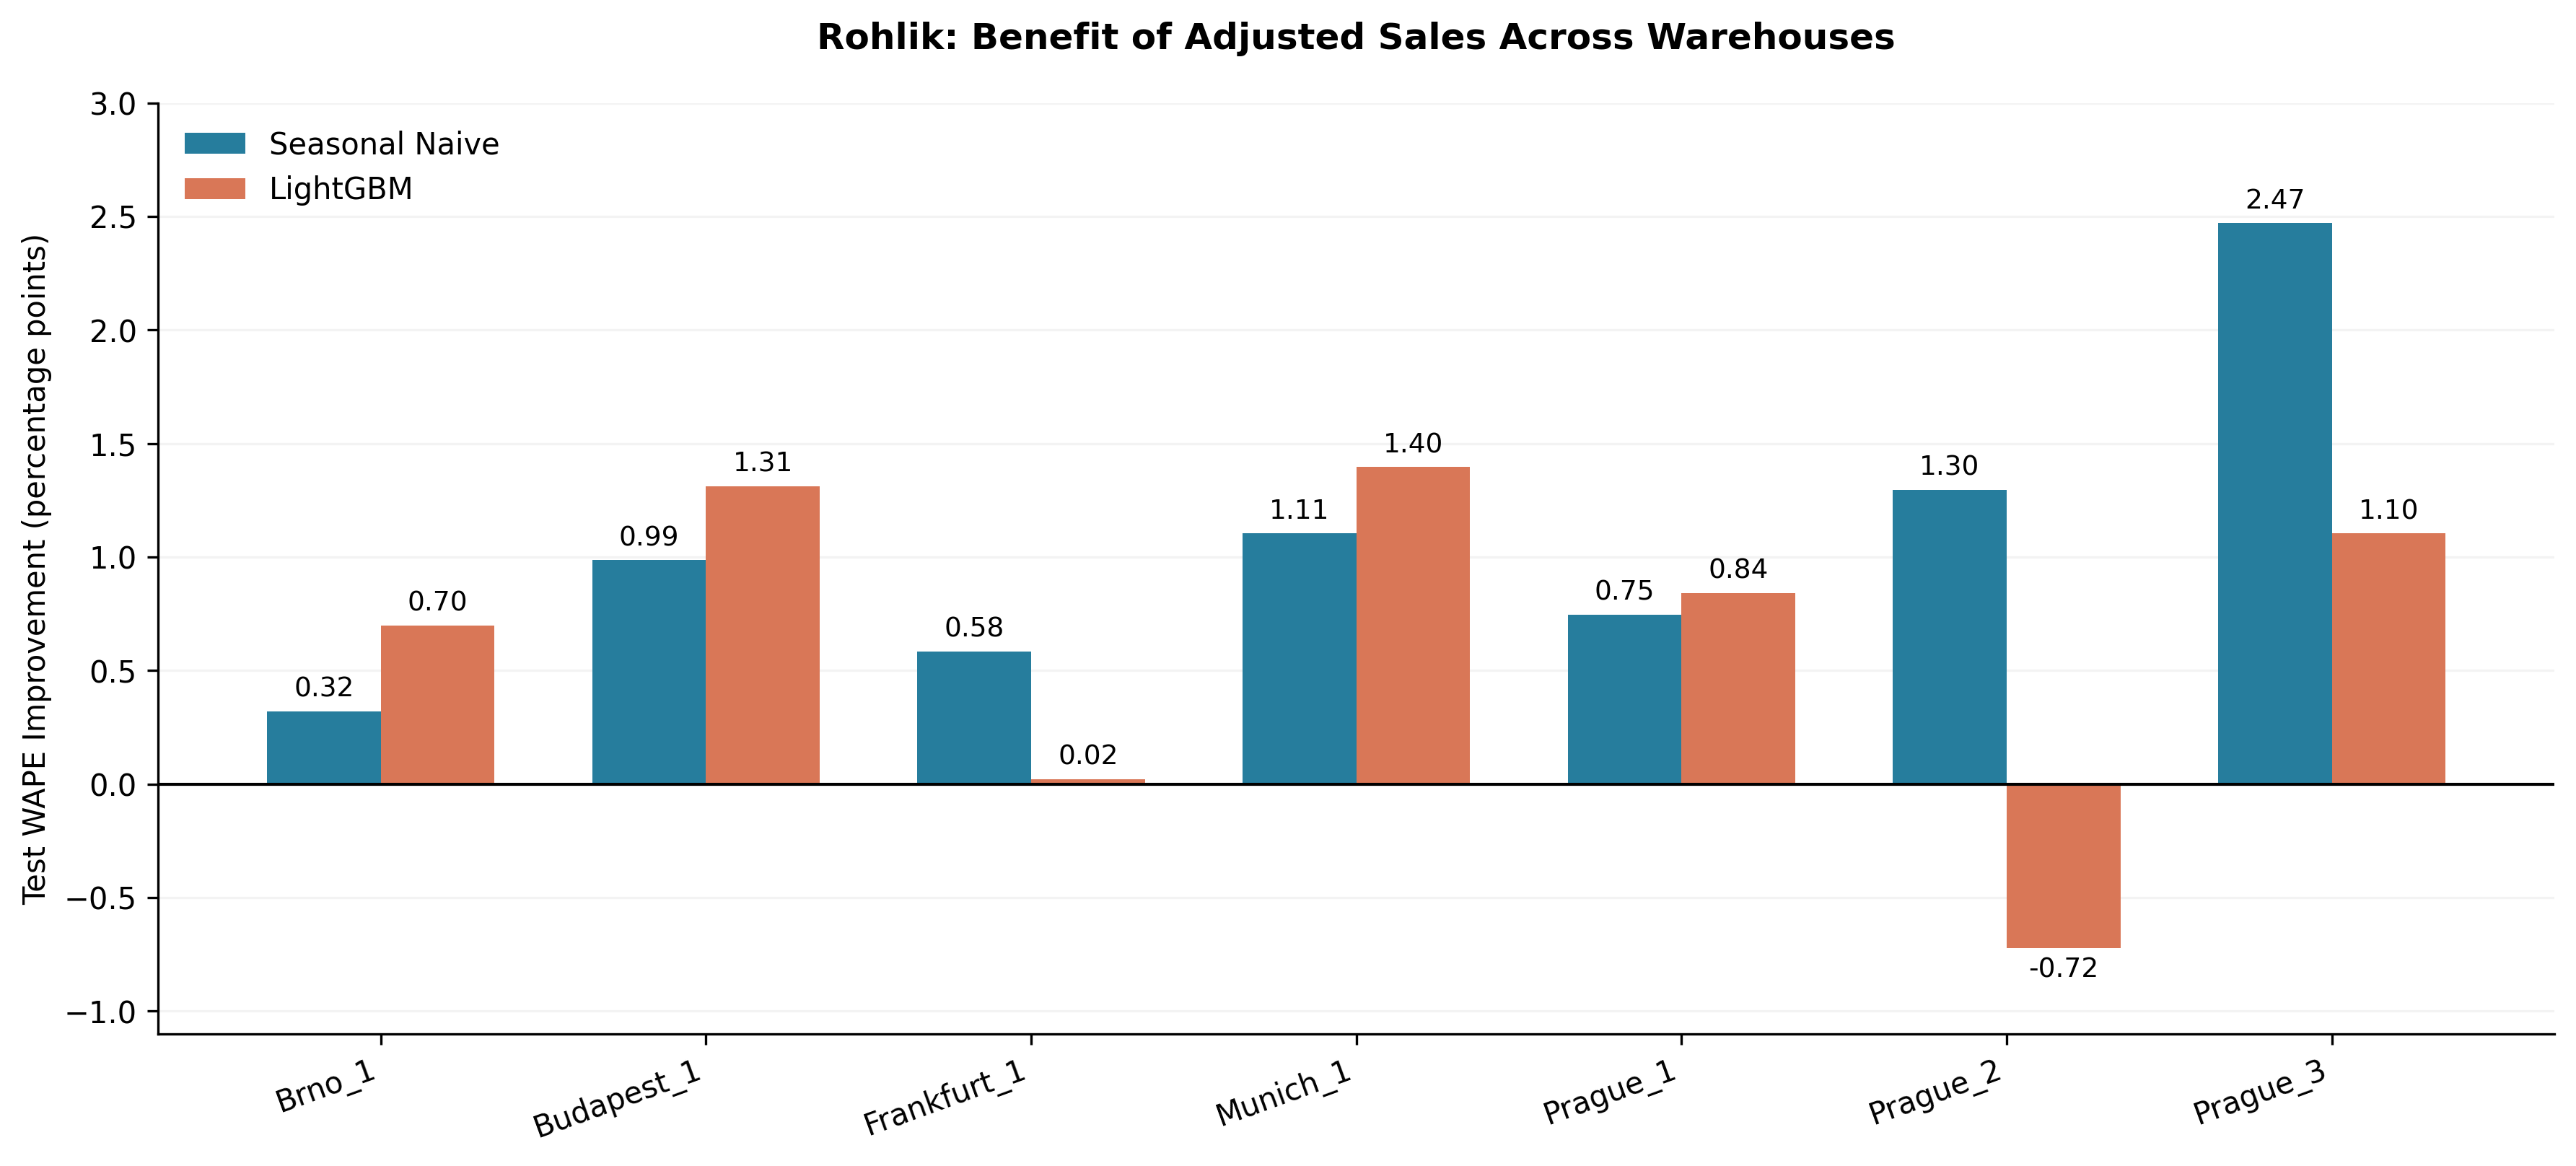 Rohlik: Benefit of Adjusted Sales Across Warehouses
Test WAPE Improvement (percentage points)
3.0
2.5
2.0
1.5
1.0
0.5
0.0
−0.5
−1.0
Seasonal Naive
LightGBM
0.32
0.70
0.99
1.31
0.58
0.02
1.11
1.40
0.75
0.84
1.30
-0.72
2.47
1.10
Brno_1
Budapest_1
Frankfurt_1
Munich_1
Prague_1
Prague_2
Prague_3